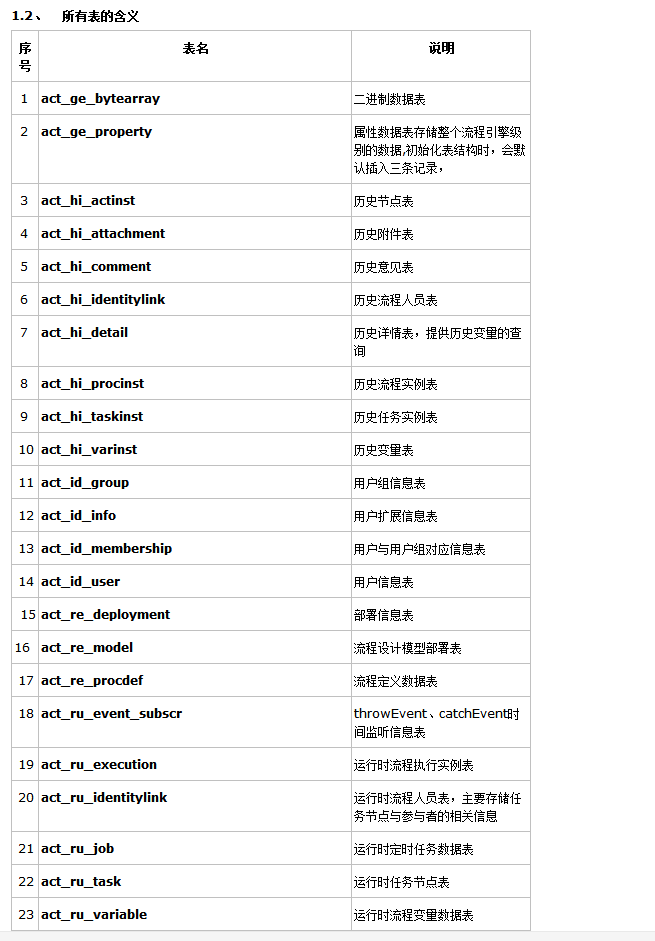 1.2、 所有表的含义
序号 表名 说明
1 act_ge_bytearray 二进制数据表
2 act_ge_property 属性数据表存储整个流程引擎级
别的数据,初始化表结构时，会默
认插入三条记录，
3 act_hi_actinst 历史节点表
4 act_hi_attachment 历史附件表
5 act_hi_comment 历史意见表
6 act_hi_identitylink 历史流程人员表
7 act_hi_detail 历史详情表，提供历史变量的查
询
8 act_hi_procinst 历史流程实例表
9 act_hi_taskinst 历史任务实例表
10 act_hi_varinst 历史变量表
11 act_id_group 用户组信息表
12 act_id_info 用户扩展信息表
13 act_id_membership 用户与用户组对应信息表
14 act_id_user 用户信息表
15 act_re_deployment 部署信息表
16 act_re_model 流程设计模型部署表
17 act_re_procdef 流程定义数据表
18 act_ru_event_subscr throwEvent、catchEvent时
间监听信息表
19 act_ru_execution 运行时流程执行实例表
20 act_ru_identitylink 运行时流程人员表，主要存储任
务节点与参与者的相关信息
21 act_ru_job 运行时定时任务数据表
22 act_ru_task 运行时任务节点表
23 act_ru_variable 运行时流程变量数据表